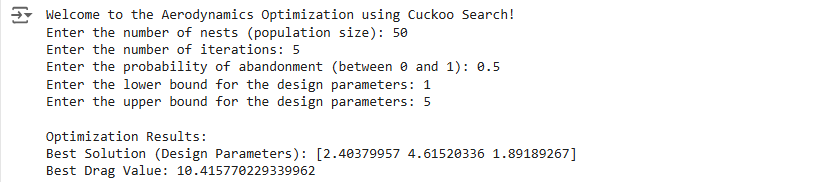 Welcome to the Aerodynamics Optimization using Cuckoo Search!
Enter the number of nests (population size): 50
Enter the number of iterations: 5
Enter the probability of abandonment (between 0 and 1): 0.5
Enter the lower bound for the design parameters: 1
Enter the upper bound for the design parameters: 5
Optimization Results:
Best Solution (Design Parameters): [2.40379957 4.61520336 1.89189267]
Best Drag Value: 10.415770229339962